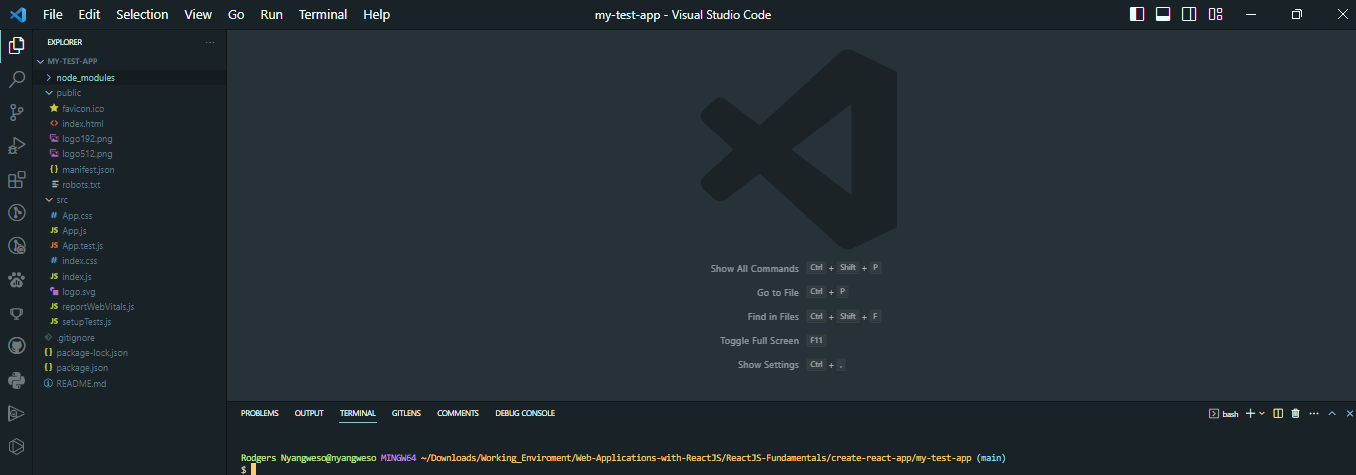 File Edit Selection View Go Run Terminal Help my-test-app - Visual Studio Code
EXPLORER ...
MY-TEST-APP
node_modules
public
favicon.ico
<> index.html
logo192.png
logo512.png
{} manifest.json
robots.txt
src
# App.css
JS App.js
JS App.test.js
# index.css
JS index.js
logo.svg
JS reportWebVitals.js
JS setupTests.js
.gitignore
{} package-lock.json
{} package.json
README.md
Show All Commands Ctrl + Shift + P
Go to File Ctrl + P
Find in Files Ctrl + Shift + F
Toggle Full Screen F11
Show Settings Ctrl + ,
PROBLEMS OUTPUT TERMINAL GITLENS COMMENTS DEBUG CONSOLE bash
Rodgers Nyangweso@nyangweso MINGW64 ~/Downloads/Working_Enviroment/Web-Applications-with-ReactJS/ReactJS-Fundamentals/create-react-app/my-test-app (main)
$